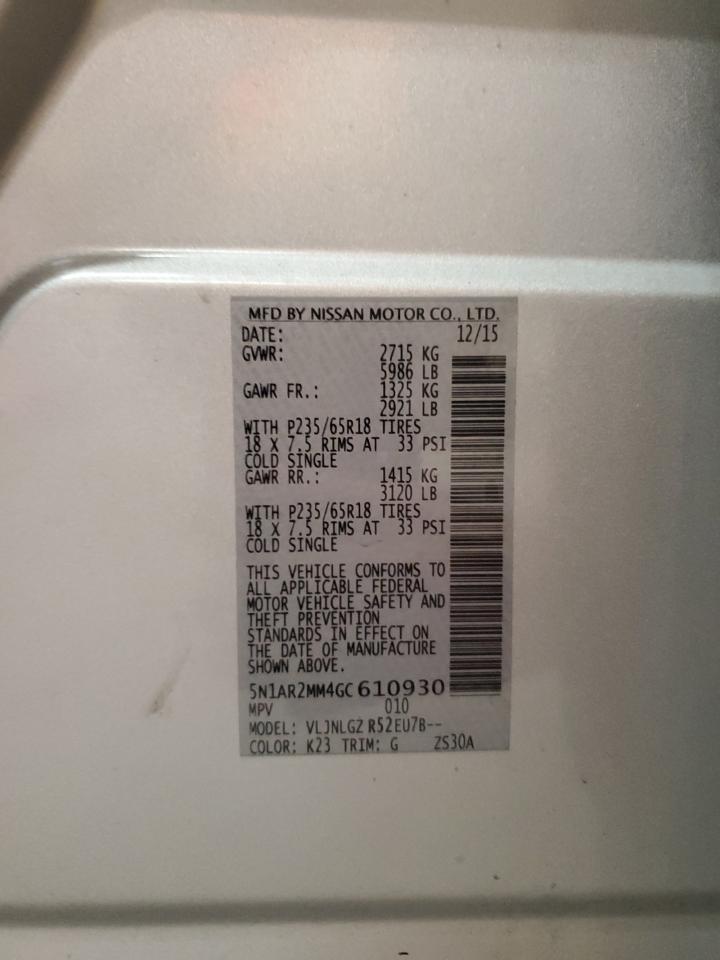 MFD BY NISSAN MOTOR CO., LTD.
DATE: 12/15
GVWR: 2715 KG
5986 LB
GAWR FR.: 1325 KG
2921 LB
WITH P235/65R18 TIRES
18 X 7.5 RIMS AT 33 PSI
COLD SINGLE
GAWR RR.: 1415 KG
3120 LB
WITH P235/65R18 TIRES
18 X 7.5 RIMS AT 33 PSI
COLD SINGLE
THIS VEHICLE CONFORMS TO
ALL APPLICABLE FEDERAL
MOTOR VEHICLE SAFETY AND
THEFT PREVENTION
STANDARDS IN EFFECT ON
THE DATE OF MANUFACTURE
SHOWN ABOVE.
5N1AR2MM4GC610930
MPV 010
MODEL: VLJNLGZ R52EU7B--
COLOR: K23 TRIM: G ZS30A